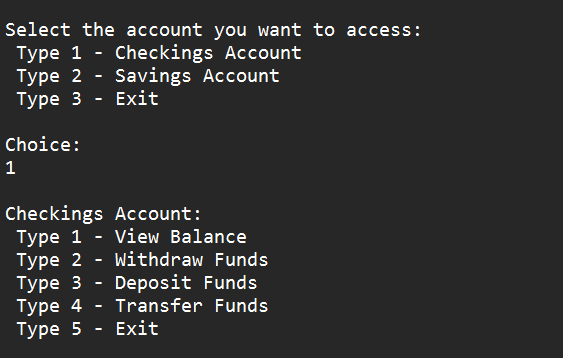 Select the account you want to access:
Type 1 - Checkings Account
Type 2 - Savings Account
Type 3 - Exit
Choice:
1
Checkings Account:
Type 1 - View Balance
Type 2 - Withdraw Funds
Type 3 - Deposit Funds
Type 4 - Transfer Funds
Type 5 - Exit